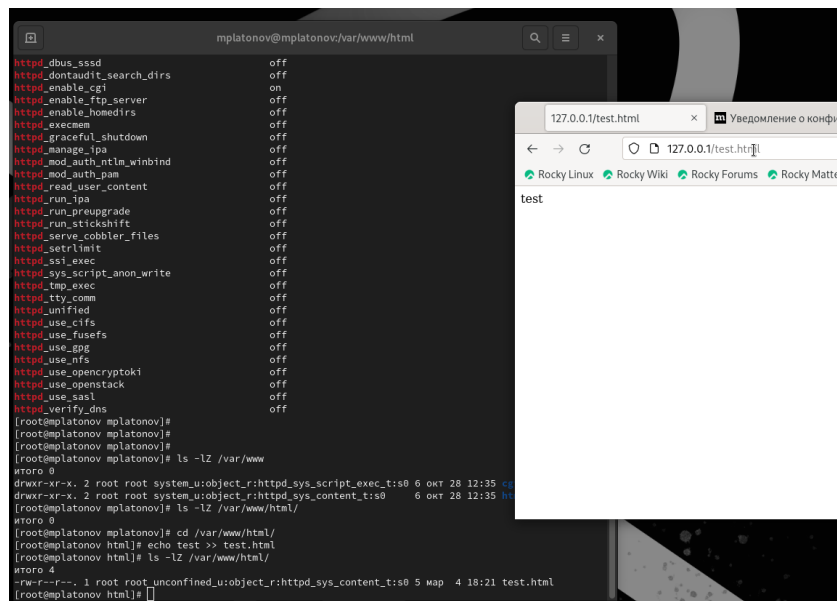 mplatonov@mplatonov:/var/www/html
httpd_dbus_sssd off
httpd_dontaudit_search_dirs off
httpd_enable_cgi on
httpd_enable_ftp_server off
httpd_enable_homedirs off
httpd_execmem off
httpd_graceful_shutdown off
httpd_manage_ipa off
httpd_mod_auth_ntlm_winbind off
httpd_mod_auth_pam off
httpd_read_user_content off
httpd_run_ipa off
httpd_run_preupgrade off
httpd_run_stickshift off
httpd_serve_cobbler_files off
httpd_setrlimit off
httpd_ssi_exec off
httpd_sys_script_anon_write off
httpd_tmp_exec off
httpd_tty_comm off
httpd_unified off
httpd_use_cifs off
httpd_use_fusefs off
httpd_use_gpg off
httpd_use_nfs off
httpd_use_opencryptoki off
httpd_use_openstack off
httpd_use_sasl off
httpd_verify_dns off
[root@mplatonov mplatonov]#
[root@mplatonov mplatonov]#
[root@mplatonov mplatonov]#
[root@mplatonov mplatonov]# ls -lZ /var/www
итого 0
drwxr-xr-x. 2 root root system_u:object_r:httpd_sys_script_exec_t:s0 6 окт 28 12:35 cg
drwxr-xr-x. 2 root root system_u:object_r:httpd_sys_content_t:s0 6 окт 28 12:35 ht
[root@mplatonov mplatonov]# ls -lZ /var/www/html/
итого 0
[root@mplatonov mplatonov]# cd /var/www/html/
[root@mplatonov html]# echo test >> test.html
[root@mplatonov html]# ls -lZ /var/www/html/
итого 4
-rw-r--r--. 1 root root unconfined_u:object_r:httpd_sys_content_t:s0 5 мар 4 18:21 test.html
[root@mplatonov html]#
127.0.0.1/test.html
m Уведомление о конфи
127.0.0.1/test.html
Rocky Linux Rocky Wiki Rocky Forums Rocky Matte
test